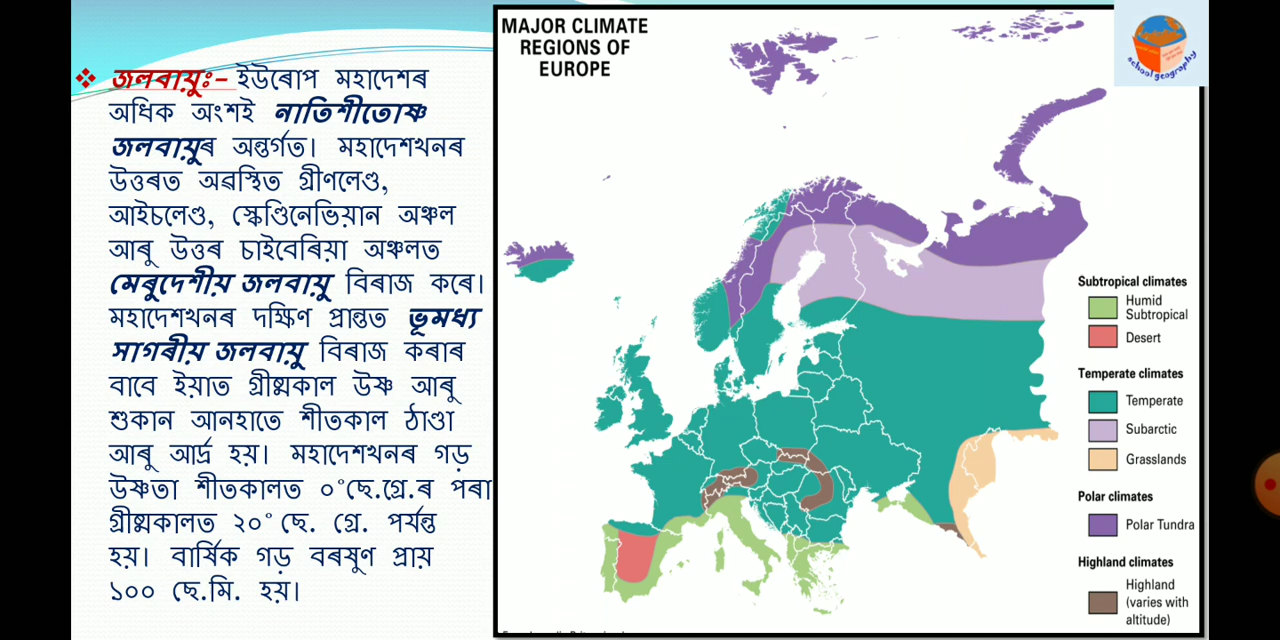 ❖ জলবায়ুঃ- ইউৰোপ মহাদেশৰ
অধিক অংশই নাতিশীতোষ্ণ
জলবায়ুৰ অন্তৰ্গত। মহাদেশখনৰ
উত্তৰত অৱস্থিত গ্ৰীণলেণ্ড,
আইচলেণ্ড, স্কেণ্ডিনেভিয়ান অঞ্চল
আৰু উত্তৰ চাইবেৰিয়া অঞ্চলত
মেৰুদেশীয় জলবায়ু বিৰাজ কৰে।
মহাদেশখনৰ দক্ষিণ প্ৰান্তত ভূমধ্য
সাগৰীয় জলবায়ু বিৰাজ কৰাৰ
বাবে ইয়াত গ্ৰীষ্মকাল উষ্ণ আৰু
শুকান আনহাতে শীতকাল ঠাণ্ডা
আৰু আৰ্দ্ৰ হয়। মহাদেশখনৰ গড়
উষ্ণতা শীতকালত ০°ছে.গ্ৰে.ৰ পৰা
গ্ৰীষ্মকালত ২০° ছে. গ্ৰে. পৰ্যন্ত
হয়। বাৰ্ষিক গড় বৰষুণ প্ৰায়
১০০ ছে.মি. হয়।
MAJOR CLIMATE
REGIONS OF
EUROPE
school geography
Subtropical climates
Humid
Subtropical
Desert
Temperate climates
Temperate
Subarctic
Grasslands
Polar climates
Polar Tundra
Highland climates
Highland
(varies with
altitude)